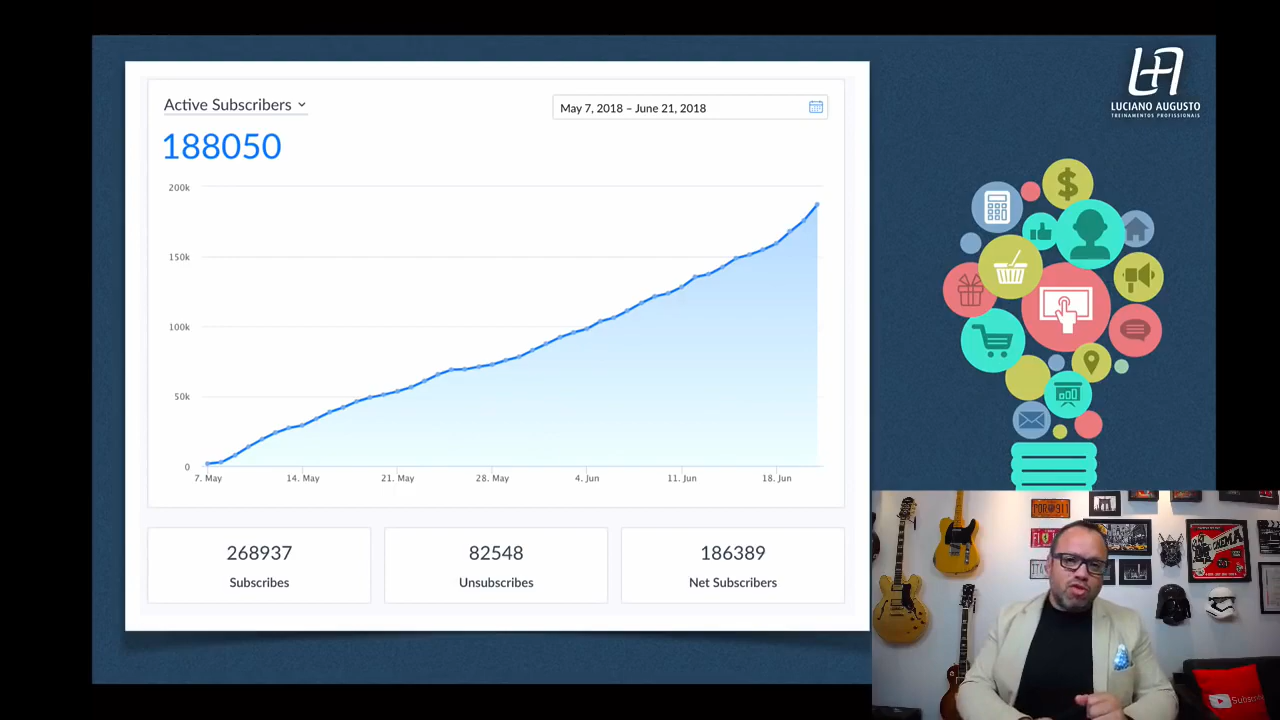 Active Subscribers
May 7, 2018 – June 21, 2018
188050
200k
150k
100k
50k
0
7. May
14. May
21. May
28. May
4. Jun
11. Jun
18. Jun
268937
Subscribes
82548
Unsubscribes
186389
Net Subscribers
LUCIANO AUGUSTO
TREINAMENTOS PROFISSIONAIS
$
POR 911